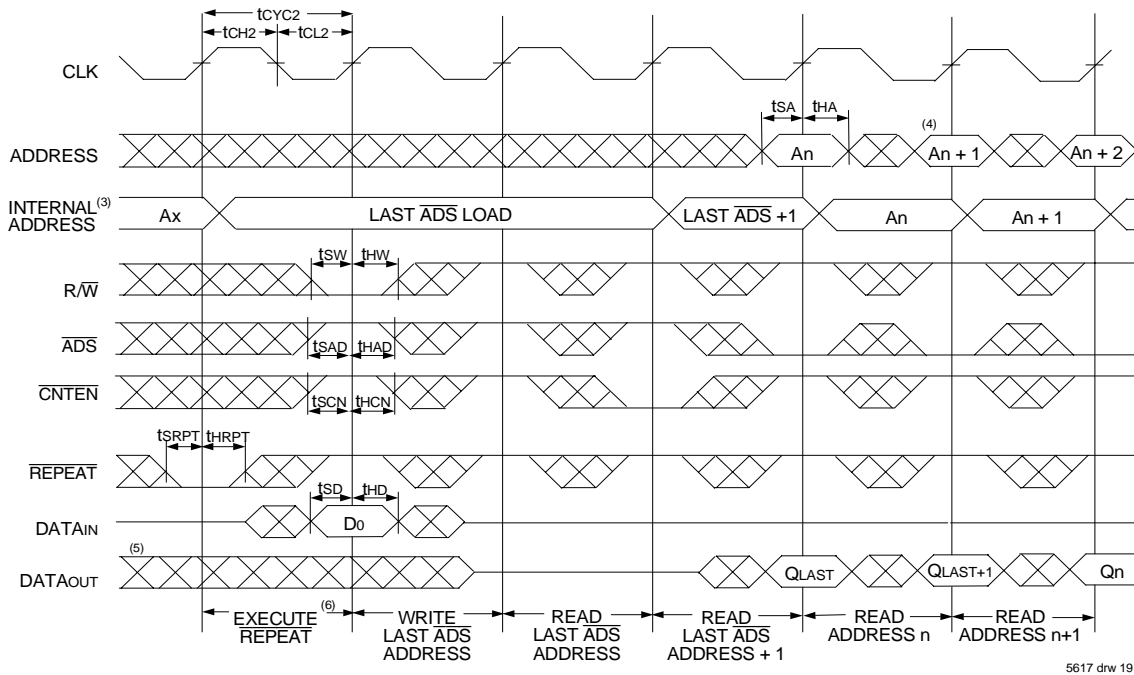 tCYC2
tCH2 tCL2
CLK
tSA tHA
ADDRESS An (4) An + 1 An + 2
INTERNAL (3) ADDRESS Ax LAST ADS LOAD LAST ADS +1 An An + 1
tSW tHW
R/W
ADS
tSAD tHAD
CNTEN
tSCN tHCN
tSRPT tHRPT
REPEAT
tSD tHD
DATAIN D0
(5)
DATAOUT QLAST QLAST+1 Qn
EXECUTE (6)
REPEAT
WRITE
LAST ADS
ADDRESS
READ
LAST ADS
ADDRESS
READ
LAST ADS
ADDRESS + 1
READ
ADDRESS n
READ
ADDRESS n+1
5617 drw 19